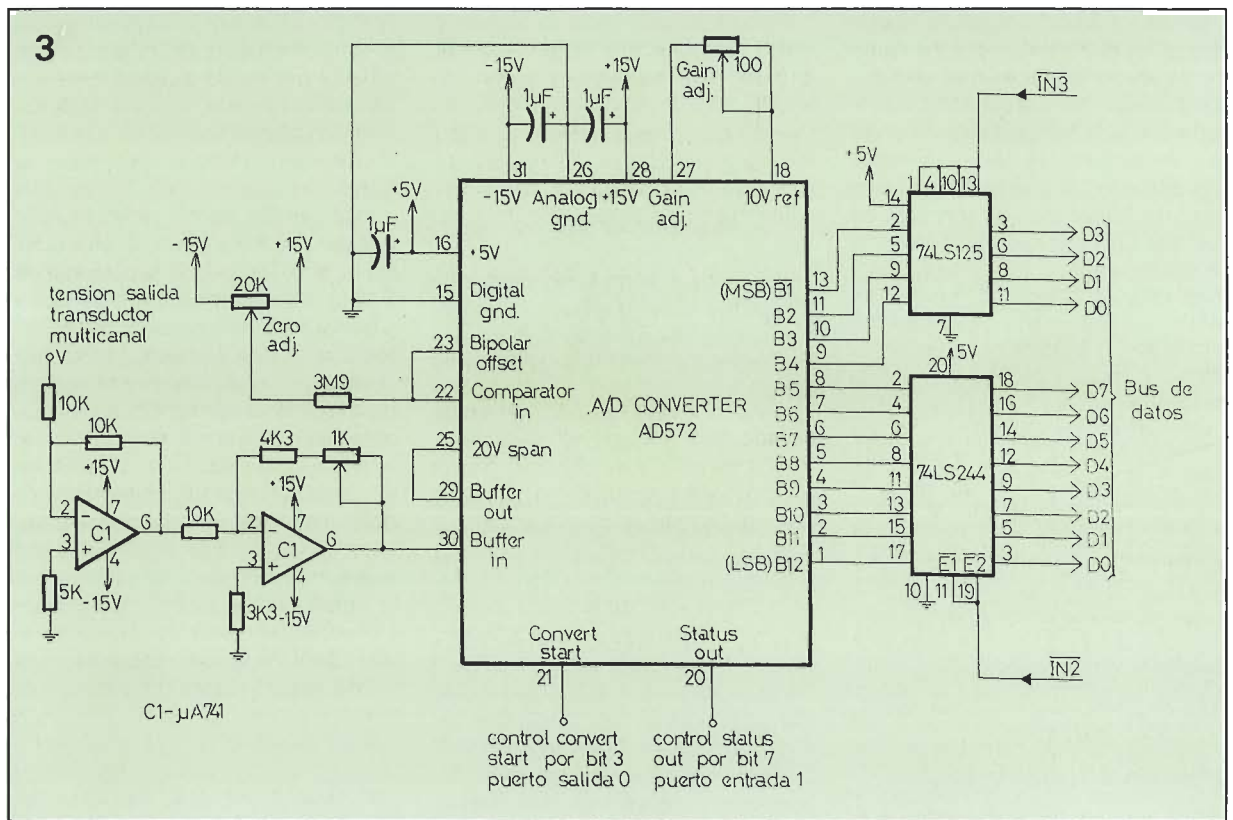 3
-15V
+15V
1µF
1µF
Gain
adj.
100
IN3
31
26
28
27
18
-15V
Analog
gnd.
+15V
Gain
adj.
10V ref
+5V
1µF
16
+5V
15
Digital
gnd.
-15V
+15V
20K
Zero
adj.
23
Bipolar
offset
3M9
22
Comparator
in
25
20V span
29
Buffer
out
30
Buffer
in
A/D CONVERTER
AD572
tension salida
transductor
multicanal
V
10K
10K
+15V
2
7
6
C1
3
4
5K
-15V
10K
4K3
1K
+15V
2
7
6
C1
3
4
-15V
3K3
C1-µA741
(MSB)B1
13
B2
11
B3
10
B4
9
B5
8
B6
7
B7
6
B8
5
B9
4
B10
3
B11
2
(LSB)B12
1
+5V
1
4
10
13
14
2
3
D3
5
74LS125
6
D2
9
8
D1
12
11
D0
7
5V
20
2
18
D7
4
16
D6
6
14
D5
8
74LS244
12
D4
11
9
D3
13
7
D2
15
5
D1
17
3
D0
E1 E2
10
11
19
Bus de
datos
IN2
Convert
start
21
Status
out
20
control convert
start por bit 3
puerto salida 0
control status
out por bit 7
puerto entrada 1